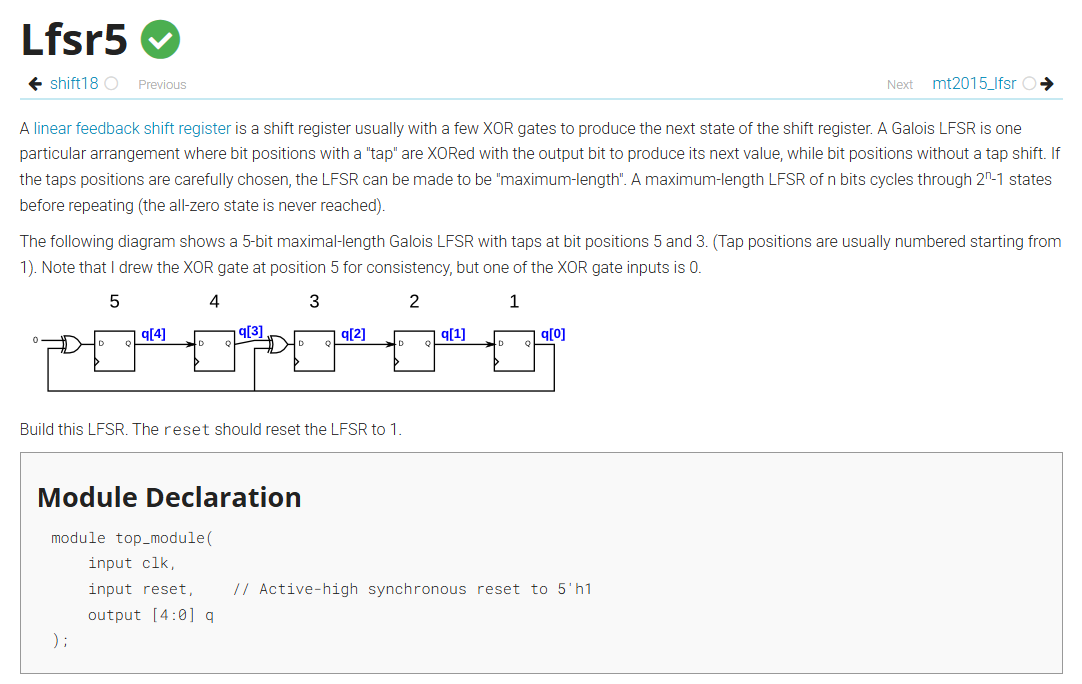 Lfsr5
shift18 Previous Next mt2015_lfsr
A linear feedback shift register is a shift register usually with a few XOR gates to produce the next state of the shift register. A Galois LFSR is one
particular arrangement where bit positions with a "tap" are XORed with the output bit to produce its next value, while bit positions without a tap shift. If
the taps positions are carefully chosen, the LFSR can be made to be "maximum-length". A maximum-length LFSR of n bits cycles through 2ⁿ-1 states
before repeating (the all-zero state is never reached).
The following diagram shows a 5-bit maximal-length Galois LFSR with taps at bit positions 5 and 3. (Tap positions are usually numbered starting from
1). Note that I drew the XOR gate at position 5 for consistency, but one of the XOR gate inputs is 0.
5 4 3 2 1
q[4] q[3] q[2] q[1] q[0]
0 D Q D Q D Q D Q D Q
Build this LFSR. The reset should reset the LFSR to 1.
Module Declaration
module top_module(
input clk,
input reset, // Active-high synchronous reset to 5'h1
output [4:0] q
);